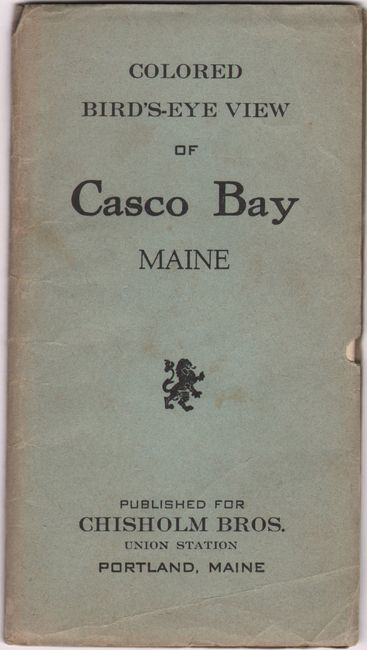 COLORED
BIRD'S-EYE VIEW
OF
Casco Bay
MAINE
PUBLISHED FOR
CHISHOLM BROS.
UNION STATION
PORTLAND, MAINE